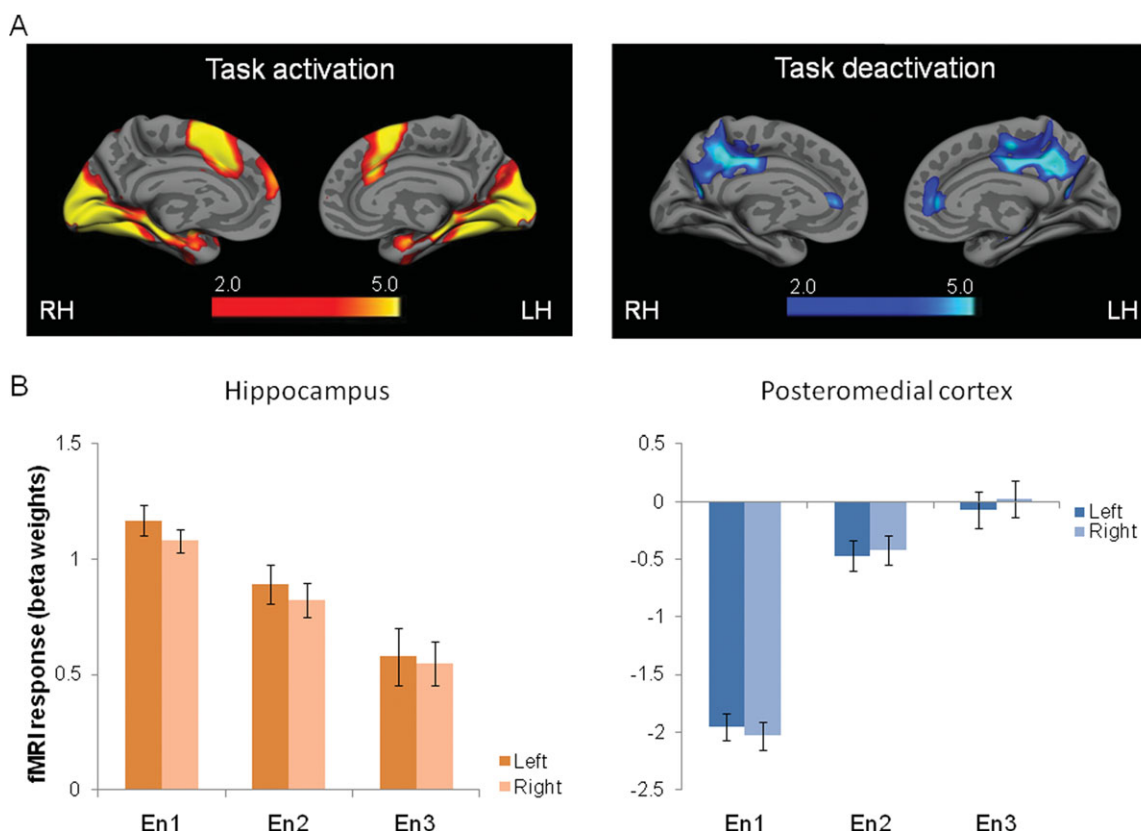 A
Task activation
2.0 5.0
RH LH
Task deactivation
2.0 5.0
RH LH
B
Hippocampus
fMRI response (beta weights)
1.5
1
0.5
0
En1 En2 En3
Left
Right
Posteromedial cortex
0.5
0
-0.5
-1
-1.5
-2
-2.5
En1 En2 En3
Left
Right